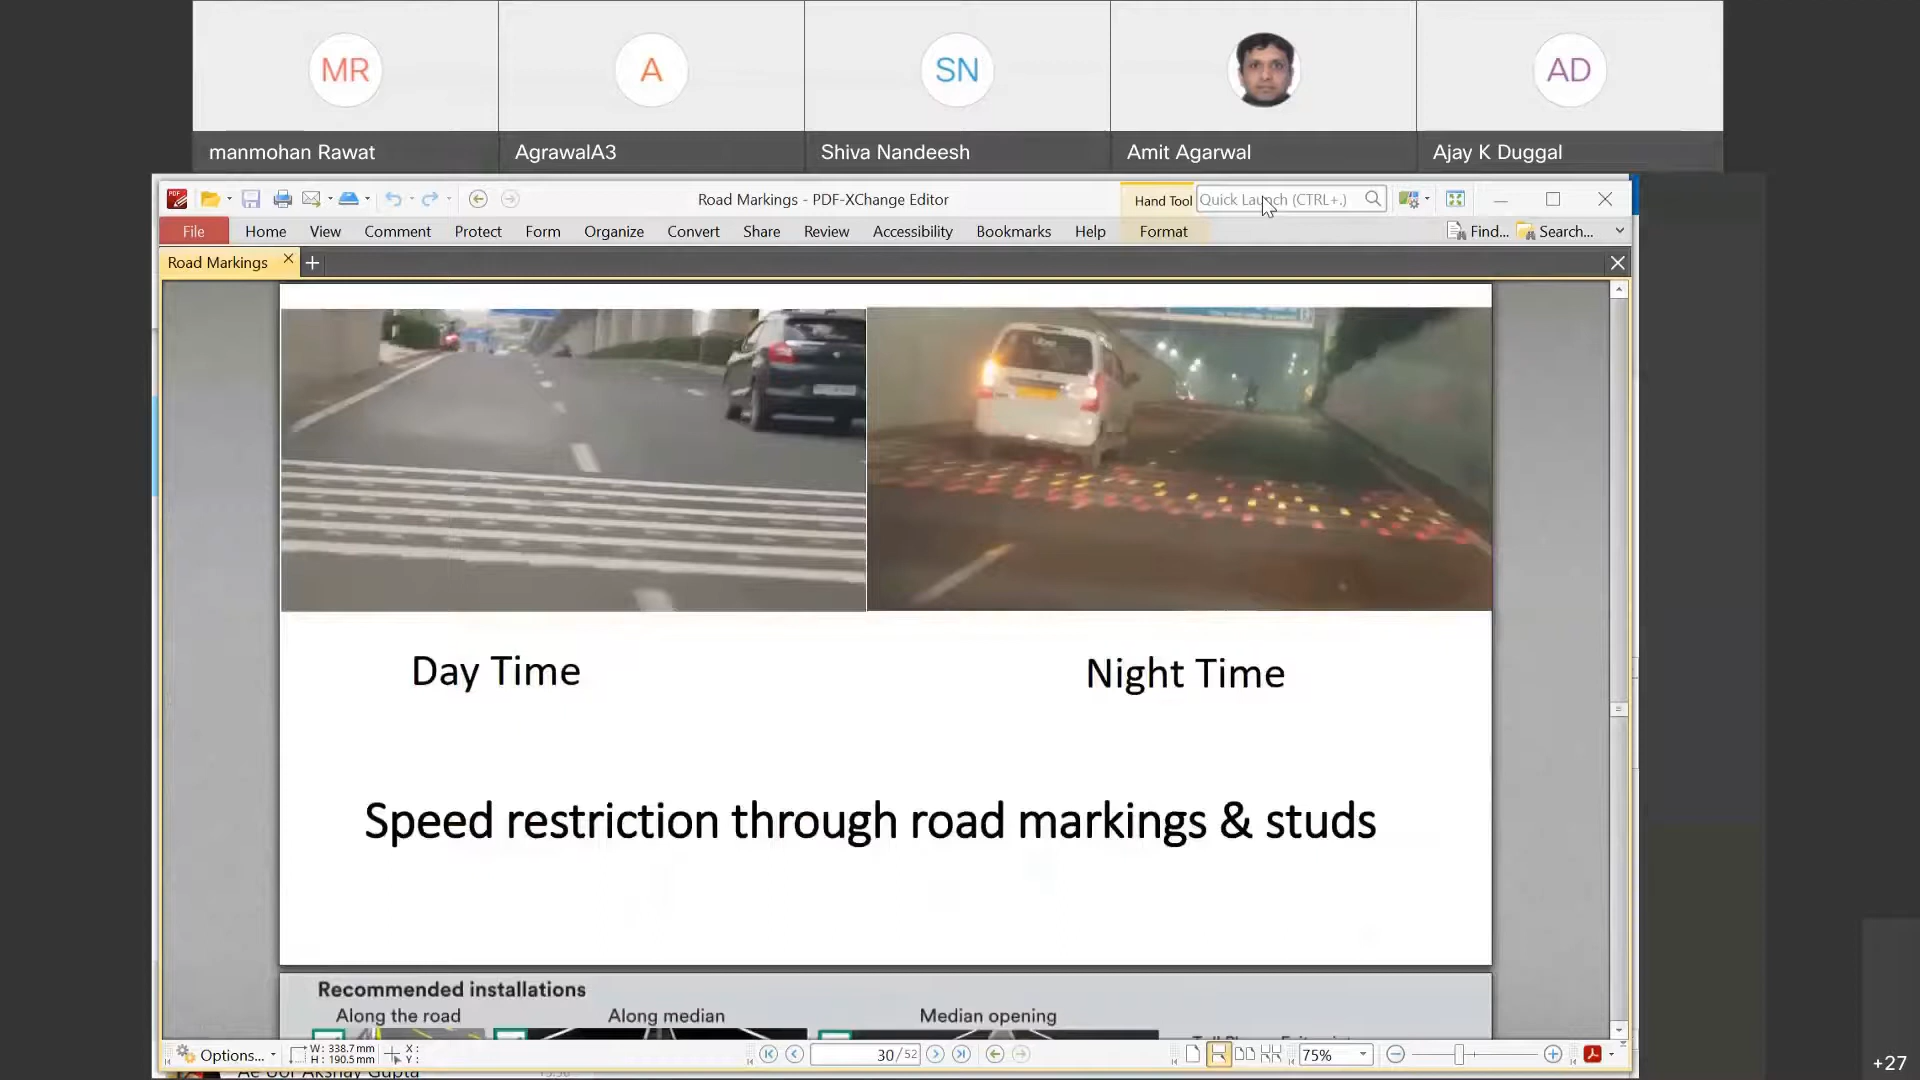 MR
A
SN
AD
manmohan Rawat
AgrawalA3
Shiva Nandeesh
Amit Agarwal
Ajay K Duggal
Road Markings - PDF-XChange Editor
Hand Tool
Quick Launch (CTRL+.)
File
Home
View
Comment
Protect
Form
Organize
Convert
Share
Review
Accessibility
Bookmarks
Help
Format
Find...
Search...
Road Markings
Day Time
Night Time
Speed restriction through road markings & studs
Recommended installations
Along the road
Along median
Median opening
Options...
W: 338.7 mm
H: 190.5 mm
X:
Y:
30/52
75%
+27